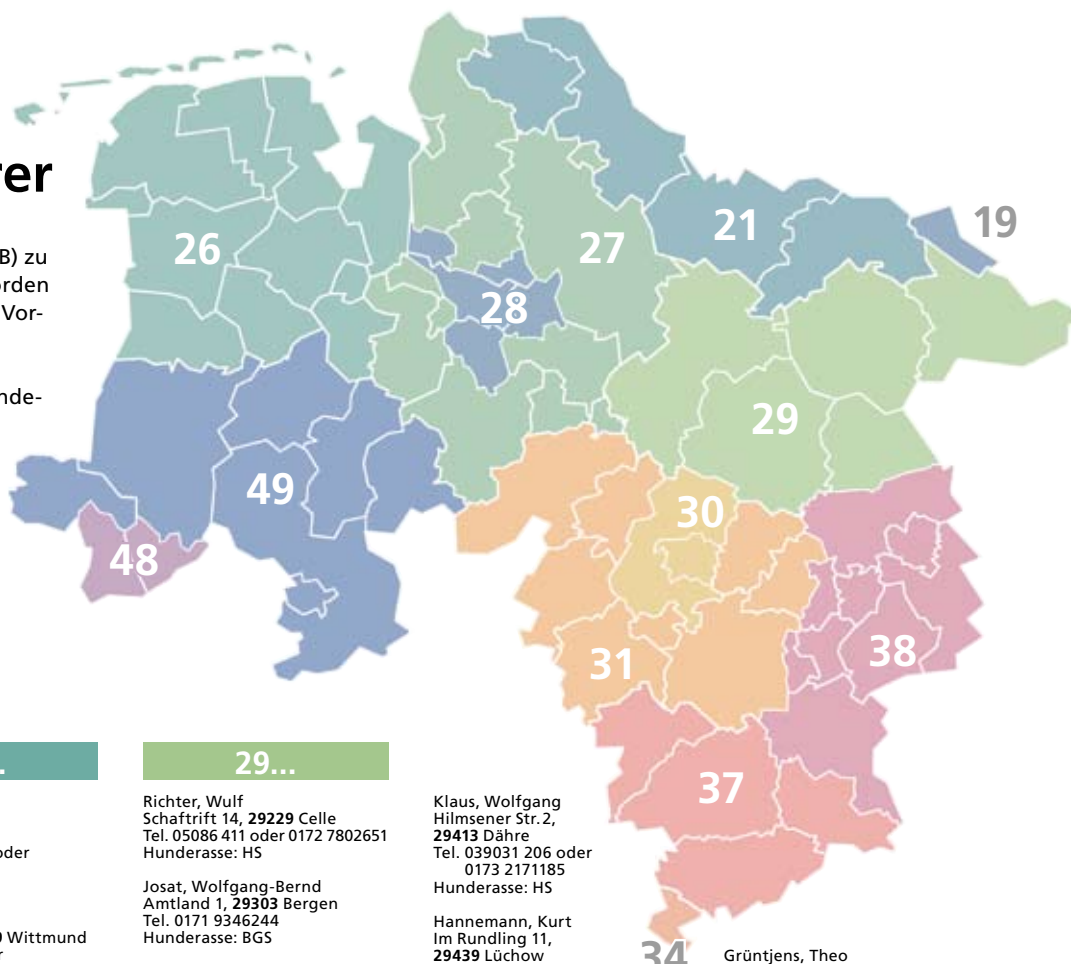 rer
B) zu
orden
Vor-
nde-
26
27
21
19
28
29
49
30
48
31
38
37
34
.
oder
Wittmund
29...
Richter, Wulf
Schaftrift 14, 29229 Celle
Tel. 05086 411 oder 0172 7802651
Hunderasse: HS
Josat, Wolfgang-Bernd
Amtland 1, 29303 Bergen
Tel. 0171 9346244
Hunderasse: BGS
Klaus, Wolfgang
Hilmsener Str. 2,
29413 Dähre
Tel. 039031 206 oder
0173 2171185
Hunderasse: HS
Hannemann, Kurt
Im Rundling 11,
29439 Lüchow
Grüntjens, Theo